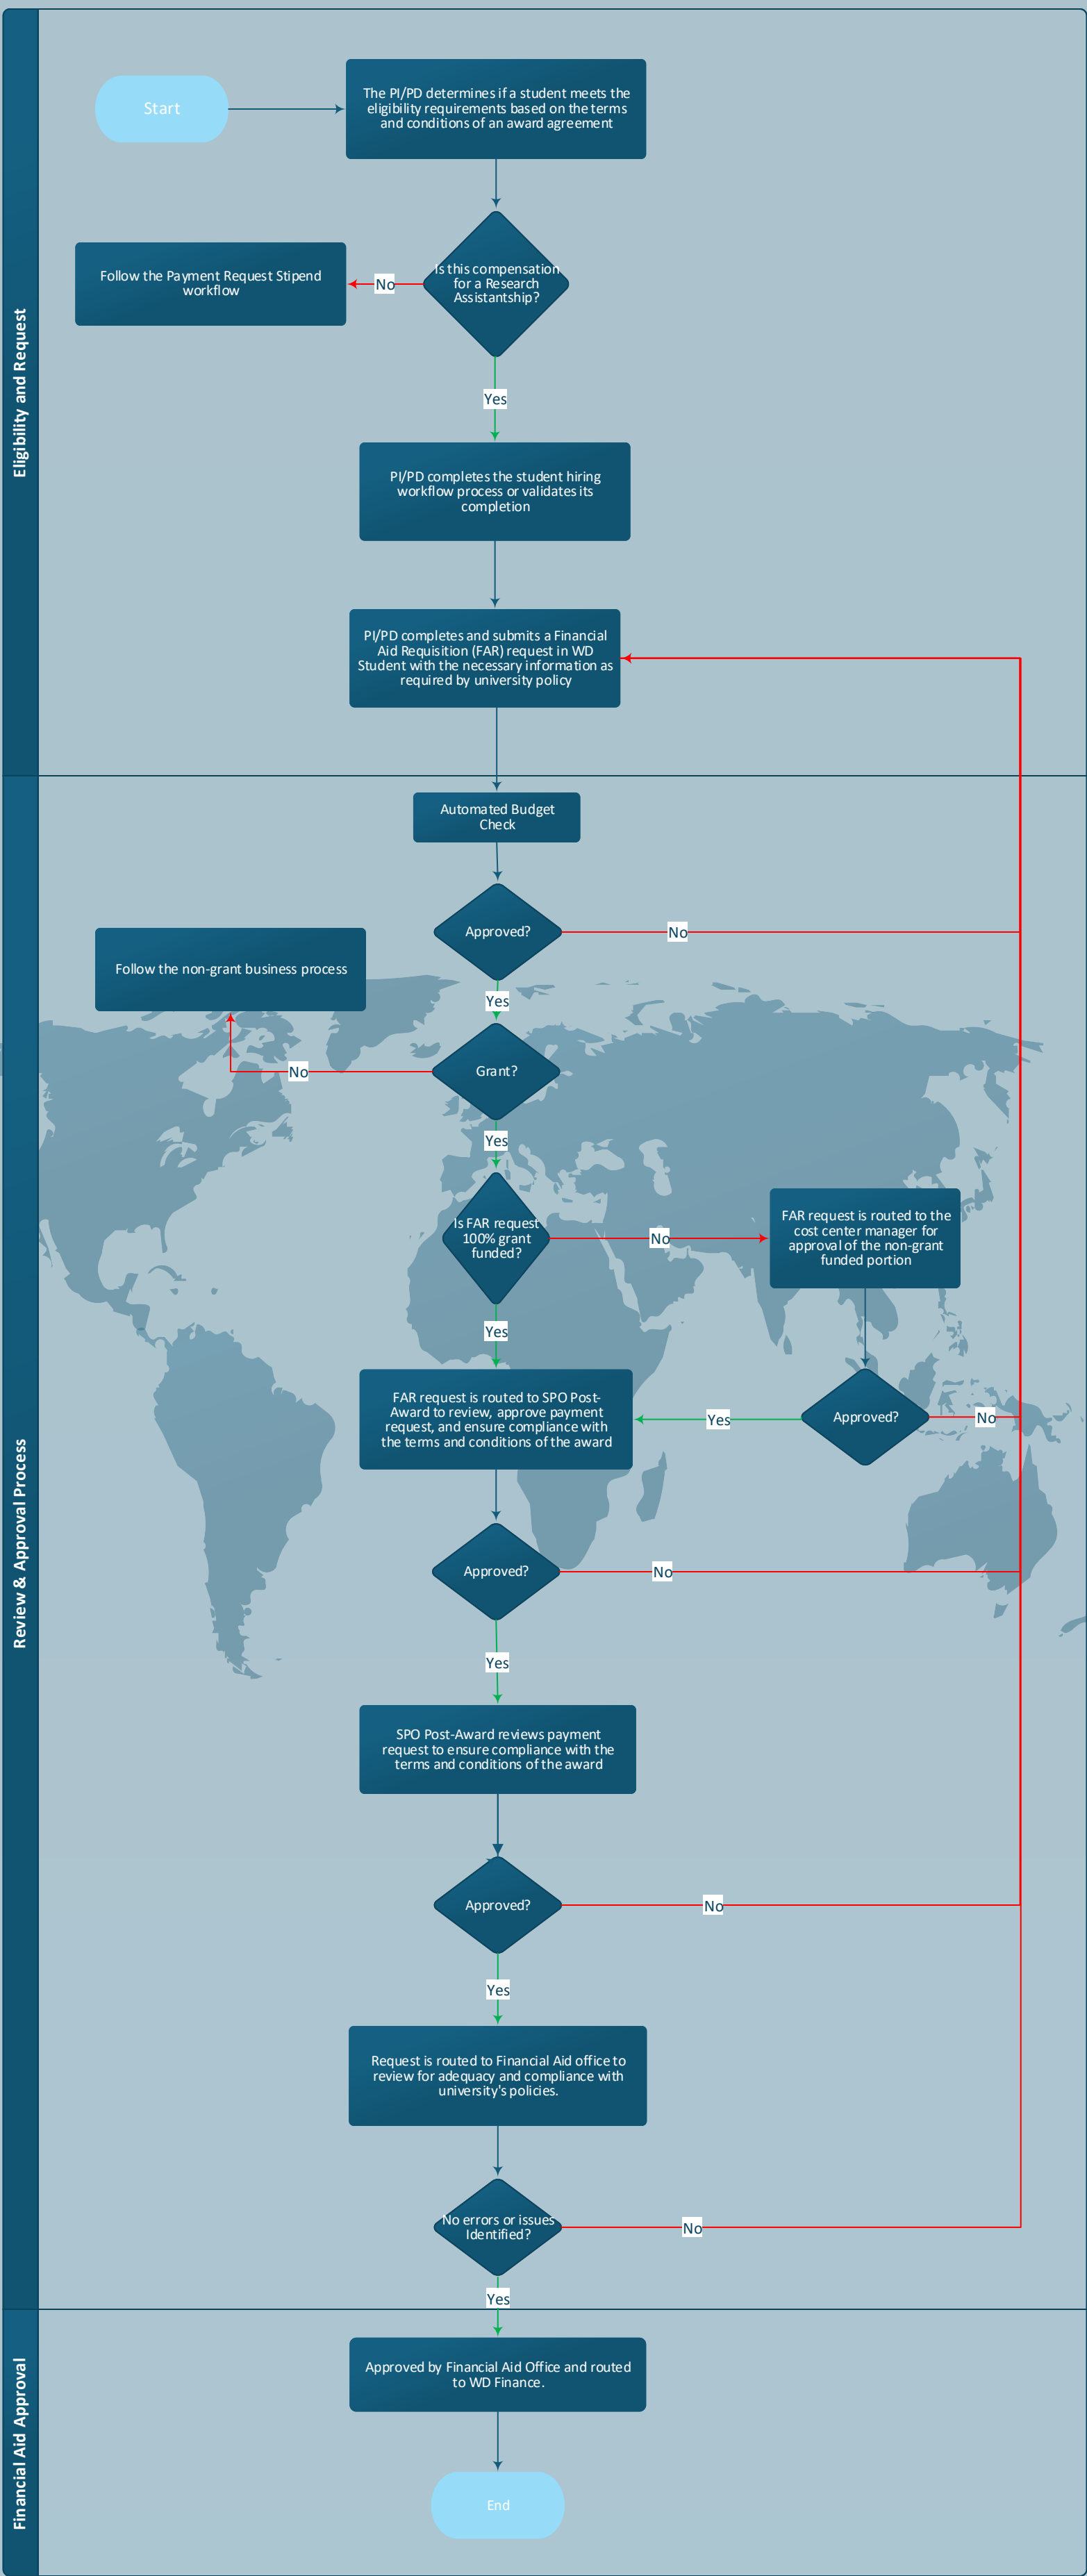 Eligibility and Request
Start
The PI/PD determines if a student meets the
eligibility requirements based on the terms
and conditions of an award agreement
Is this compensation
for a Research
Assistantship?
No
Follow the Payment Request Stipend
workflow
Yes
PI/PD completes the student hiring
workflow process or validates its
completion
PI/PD completes and submits a Financial
Aid Requisition (FAR) request in WD
Student with the necessary information as
required by university policy
Review & Approval Process
Automated Budget
Check
Approved?
No
Yes
Follow the non-grant business process
Grant?
No
Yes
Is FAR request
100% grant
funded?
No
FAR request is routed to the
cost center manager for
approval of the non-grant
funded portion
Yes
FAR request is routed to SPO Post-
Award to review, approve payment
request, and ensure compliance with
the terms and conditions of the award
Yes
Approved?
No
Approved?
No
Yes
SPO Post-Award reviews payment
request to ensure compliance with the
terms and conditions of the award
Approved?
No
Yes
Request is routed to Financial Aid office to
review for adequacy and compliance with
university's policies.
No errors or issues
Identified?
No
Yes
Financial Aid Approval
Approved by Financial Aid Office and routed
to WD Finance.
End